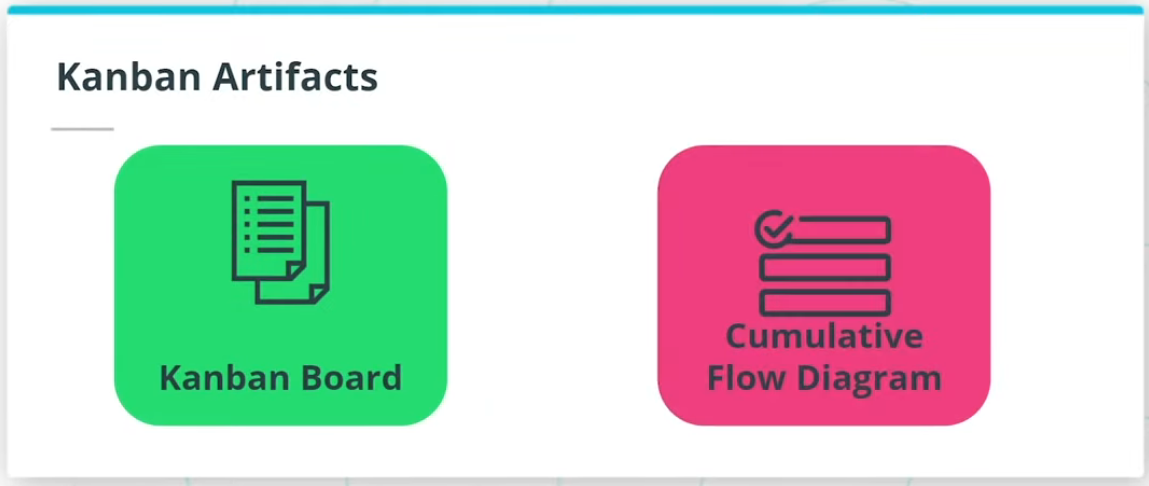 Kanban Artifacts
Kanban Board
Cumulative
Flow Diagram